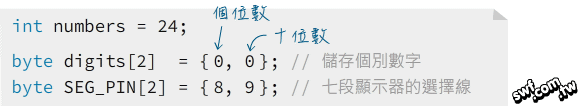 個位數
int numbers = 24;
十位數
byte digits[2] = {0, 0}; // 儲存個別數字
byte SEG_PIN[2] = {8, 9}; // 七段顯示器的選擇線
swf.com.tw